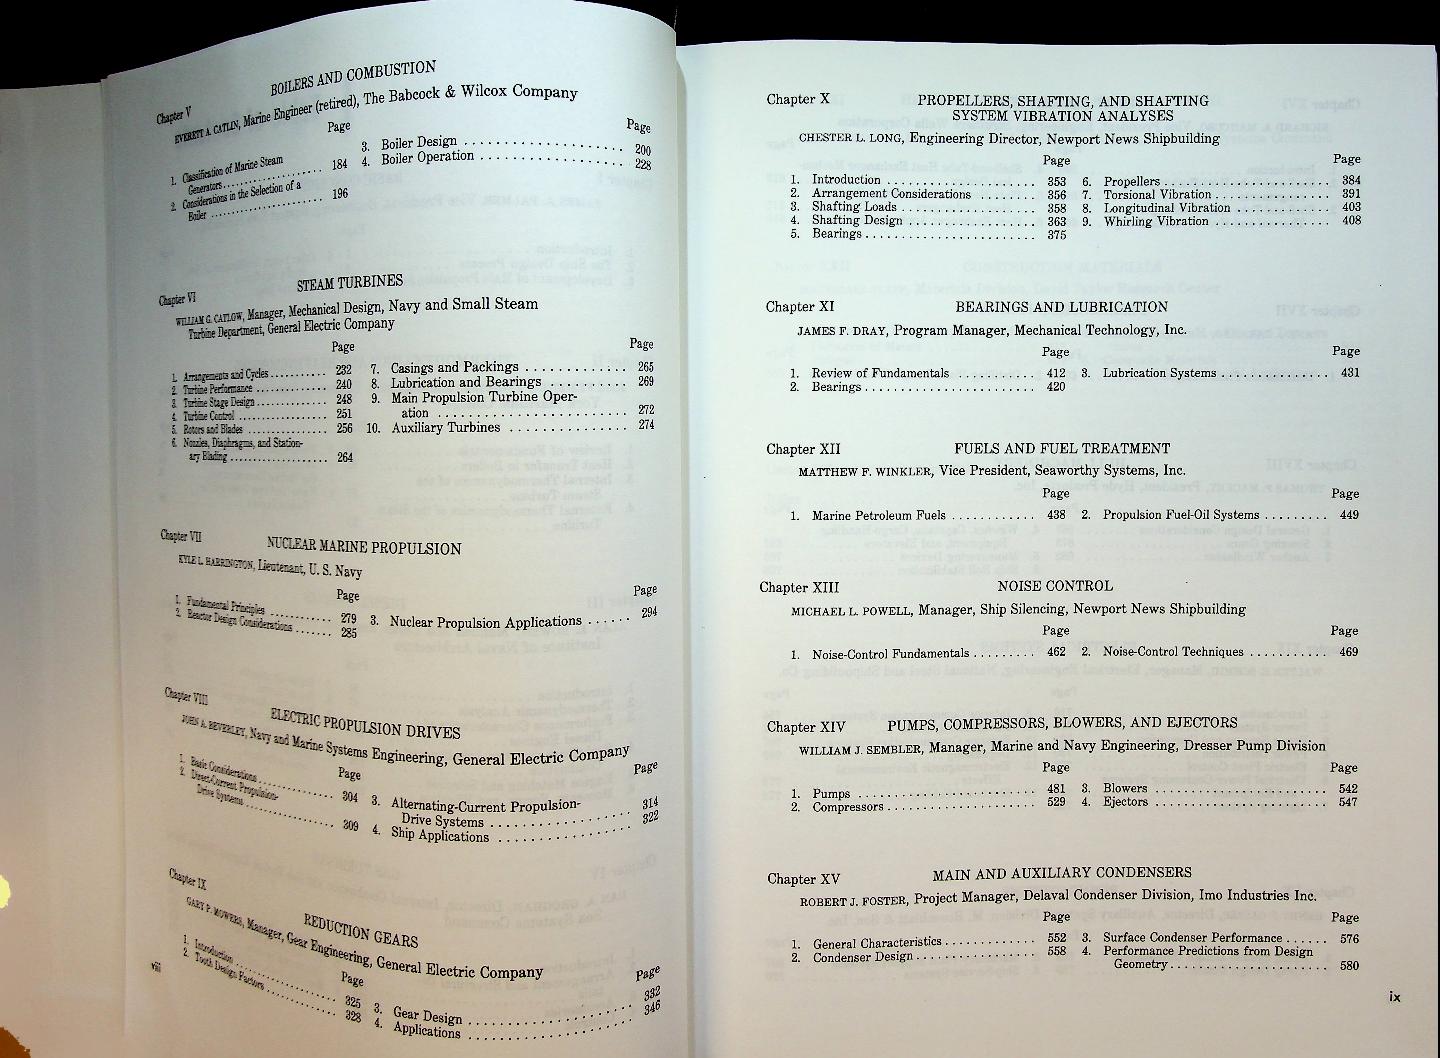 Chapter V
BOILERS AND COMBUSTION
EVERETT A. CATLIN, Marine Engineer (retired), The Babcock & Wilcox Company
Page Page
1. Classification of Marine Steam
Generators .................... 184
2. Considerations in the Selection of a
Boiler .................... 196
3. Boiler Design .................... 200
4. Boiler Operation .................... 228
Chapter VI
STEAM TURBINES
WILLIAM G. CATLOW, Manager, Mechanical Design, Navy and Small Steam
Turbine Department, General Electric Company
Page Page
1. Arrangements and Cycles .......... 232
2. Turbine Performance ............. 240
3. Turbine Stage Design ............. 248
4. Turbine Control ................ 251
5. Rotors and Blades ............... 256
6. Nozzles, Diaphragms, and Station-
ary Blading .................. 264
7. Casings and Packings ............. 265
8. Lubrication and Bearings .......... 269
9. Main Propulsion Turbine Oper-
ation ........................ 272
10. Auxiliary Turbines ............... 274
Chapter VII
NUCLEAR MARINE PROPULSION
KYLE L. HARRINGTON, Lieutenant, U. S. Navy
Page Page
1. Fundamental Principles .......... 279
2. Reactor Design Considerations ...... 285
3. Nuclear Propulsion Applications ...... 294
Chapter VIII
ELECTRIC PROPULSION DRIVES
JOHN A. BEVERLEY, Navy and Marine Systems Engineering, General Electric Company
Page Page
1. Basic Considerations ............ 304
2. Direct-Current Propulsion-
Drive Systems ............... 309
3. Alternating-Current Propulsion-
Drive Systems .................. 314
4. Ship Applications ................. 322
Chapter IX
REDUCTION GEARS
GARY P. MOWERS, Manager, Gear Engineering, General Electric Company
Page Page
1. Introduction ............... 325
2. Tooth Design Factors .......... 328
3. Gear Design .................... 332
4. Applications .................... 346
viii
Chapter X PROPELLERS, SHAFTING, AND SHAFTING
SYSTEM VIBRATION ANALYSES
CHESTER L. LONG, Engineering Director, Newport News Shipbuilding
Page Page
1. Introduction ..................... 353 6. Propellers ........................ 384
2. Arrangement Considerations ........ 356 7. Torsional Vibration ................. 391
3. Shafting Loads .................... 358 8. Longitudinal Vibration ............. 403
4. Shafting Design ................... 363 9. Whirling Vibration ................ 408
5. Bearings ......................... 375
Chapter XI BEARINGS AND LUBRICATION
JAMES F. DRAY, Program Manager, Mechanical Technology, Inc.
Page Page
1. Review of Fundamentals ........... 412 3. Lubrication Systems ............... 431
2. Bearings ......................... 420
Chapter XII FUELS AND FUEL TREATMENT
MATTHEW F. WINKLER, Vice President, Seaworthy Systems, Inc.
Page Page
1. Marine Petroleum Fuels ............ 438 2. Propulsion Fuel-Oil Systems ......... 449
Chapter XIII NOISE CONTROL
MICHAEL L. POWELL, Manager, Ship Silencing, Newport News Shipbuilding
Page Page
1. Noise-Control Fundamentals ......... 462 2. Noise-Control Techniques ........... 469
Chapter XIV PUMPS, COMPRESSORS, BLOWERS, AND EJECTORS
WILLIAM J. SEMBLER, Manager, Marine and Navy Engineering, Dresser Pump Division
Page Page
1. Pumps .......................... 481 3. Blowers ......................... 542
2. Compressors ..................... 529 4. Ejectors ......................... 547
Chapter XV MAIN AND AUXILIARY CONDENSERS
ROBERT J. FOSTER, Project Manager, Delaval Condenser Division, Imo Industries Inc.
Page Page
1. General Characteristics ............. 552 3. Surface Condenser Performance ...... 576
2. Condenser Design ................. 558 4. Performance Predictions from Design
Geometry ....................... 580
ix